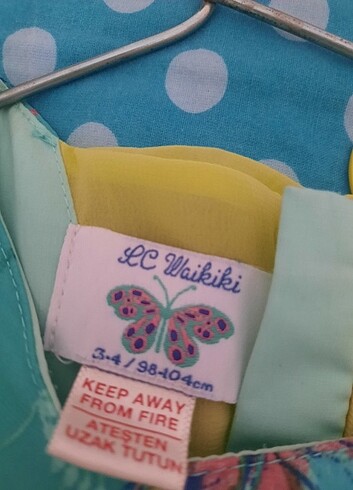 LC Waikiki
3-4 / 98-104cm
KEEP AWAY
FROM FIRE
ATEŞTEN
UZAK TUTUN